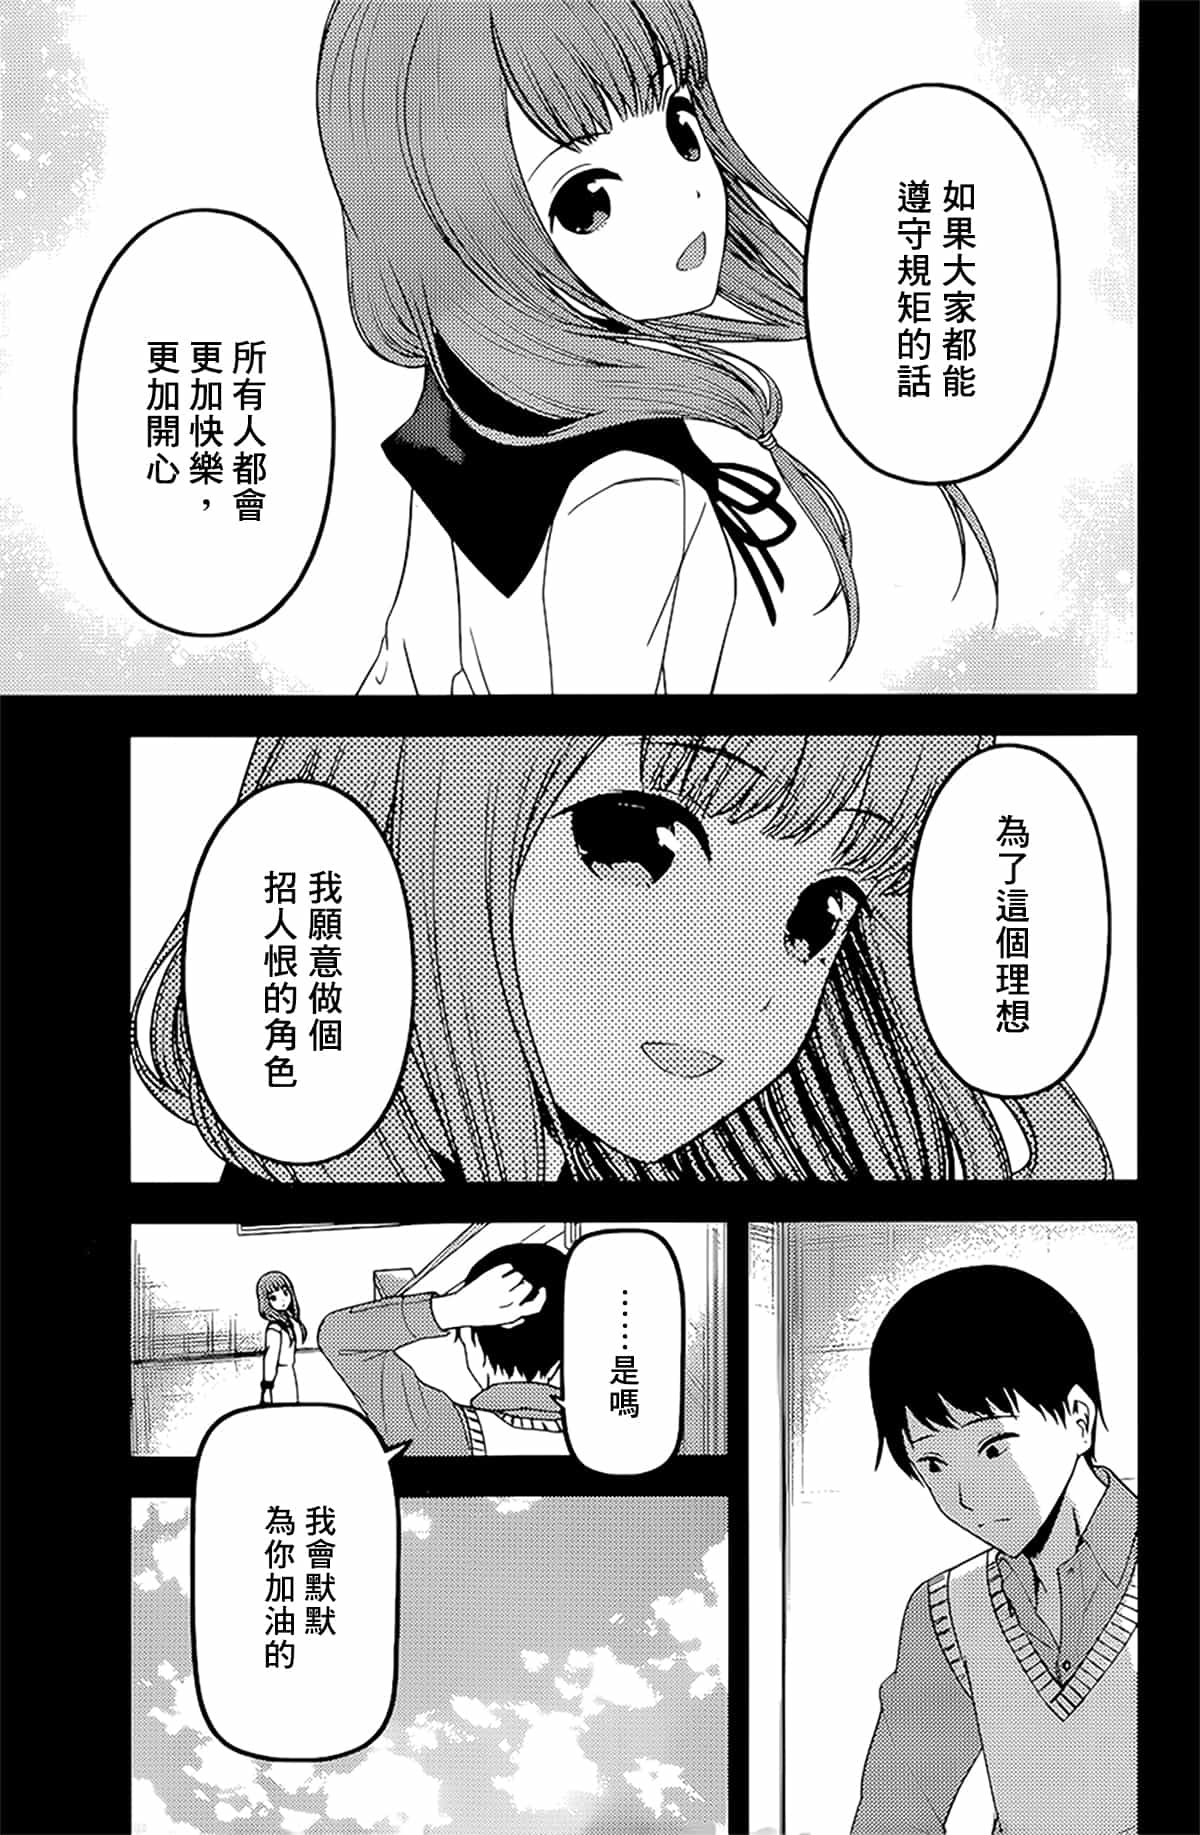 如果大家都能
遵守規矩的話
所有人都會
更加快樂，
更加開心
為了這個理想
我願意做個
招人恨的角色
……是嗎
我會默默
為你加油的